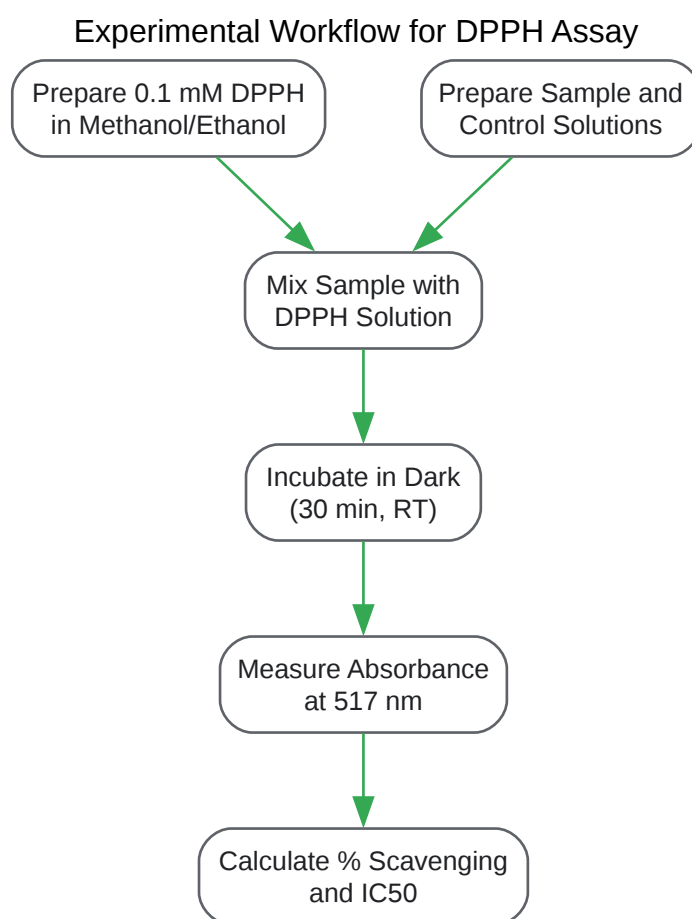 Experimental Workflow for DPPH Assay
Prepare 0.1 mM DPPH
in Methanol/Ethanol
Prepare Sample and
Control Solutions
Mix Sample with
DPPH Solution
Incubate in Dark
(30 min, RT)
Measure Absorbance
at 517 nm
Calculate % Scavenging
and IC50